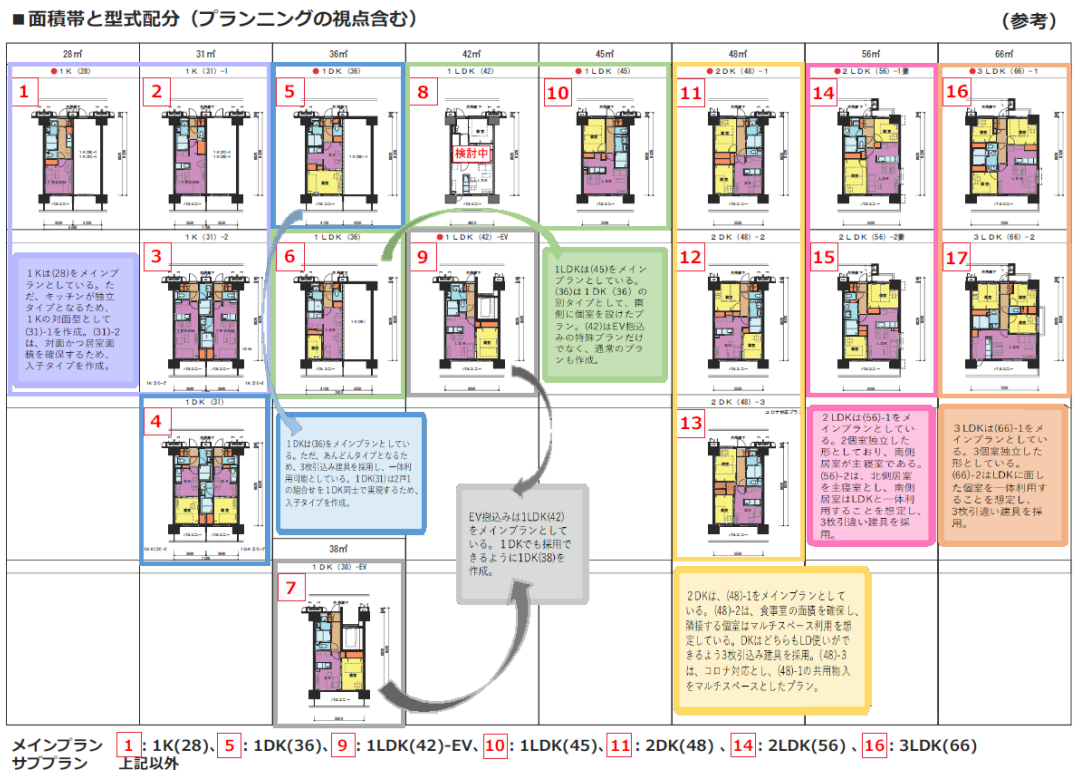 ■面積帯と型式配分（プランニングの視点含む）
（参考）
28㎡
31㎡
36㎡
42㎡
45㎡
48㎡
56㎡
66㎡
●1K (28)
1K (31) -1
●1DK (36)
1LDK (42)
●1LDK (45)
●2DK (48) -1
●2LDK (56) -1妻
●3LDK (66) -1
1
2
5
8
10
11
14
16
検討中
1K (31) -2
1LDK (36)
●1LDK (42) -EV
2DK (48) -2
2LDK (56) -2妻
3LDK (66) -2
3
6
9
12
15
17
1Kは(28)をメインプ
ランとしている。た
だ、キッチンが独立
タイプとなるため、
1Kの対面型として
(31)-1を作成。(31)-2
は、対面かつ居室面
積を確保するため、
入子タイプを作成。
1LDKは(45)をメイン
プランとしている。
(36)は1DK（36）の
別タイプとして、南
側に個室を設けたプ
ラン。(42)はEV抱込
みの特殊プランだけ
でなく、通常のプラ
ンも作成。
1DK (31)
2DK (48) -3
コロナ対応プラン
4
13
1DKは(36)をメインプランとしてい
る。ただ、あんどんタイプとなるた
め、3枚引込み建具を採用し、一体利
用可能としている。1DK(31)は2戸1
の組合せを1DK同士で実現するため、
入子タイプを作成。
2LDKは(56)-1をメ
インプランとしてい
る。2個室独立した
形としており、南側
居室が主寝室である。
(56)-2は、北側居室
を主寝室とし、南側
居室はLDKと一体利
用することを想定し、
3枚引違い建具を採
用。
3LDKは(66)-1をメ
インプランとしてい
る。3個室独立した
形としている。
(66)-2はLDKに面し
た個室を一体利用す
ることを想定し、
3枚引違い建具を採
用。
EV抱込みは1LDK(42)
をメインプランとして
いる。1DKでも採用で
きるように1DK(38)を
作成。
38㎡
1DK (38) -EV
7
2DKは、(48)-1をメインプランとして
いる。(48)-2は、食事室の面積を確保し、
隣接する個室はマルチスペース利用を想
定している。DKはどちらもLD使いがで
きるよう3枚引込み建具を採用。(48)-3
は、コロナ対応とし、(48)-1の共用物入
をマルチスペースとしたプラン。
メインプラン 1：1K(28)、5：1DK(36)、9：1LDK(42)-EV、10：1LDK(45)、11：2DK(48)、14：2LDK(56)、16：3LDK(66)
サブプラン 上記以外